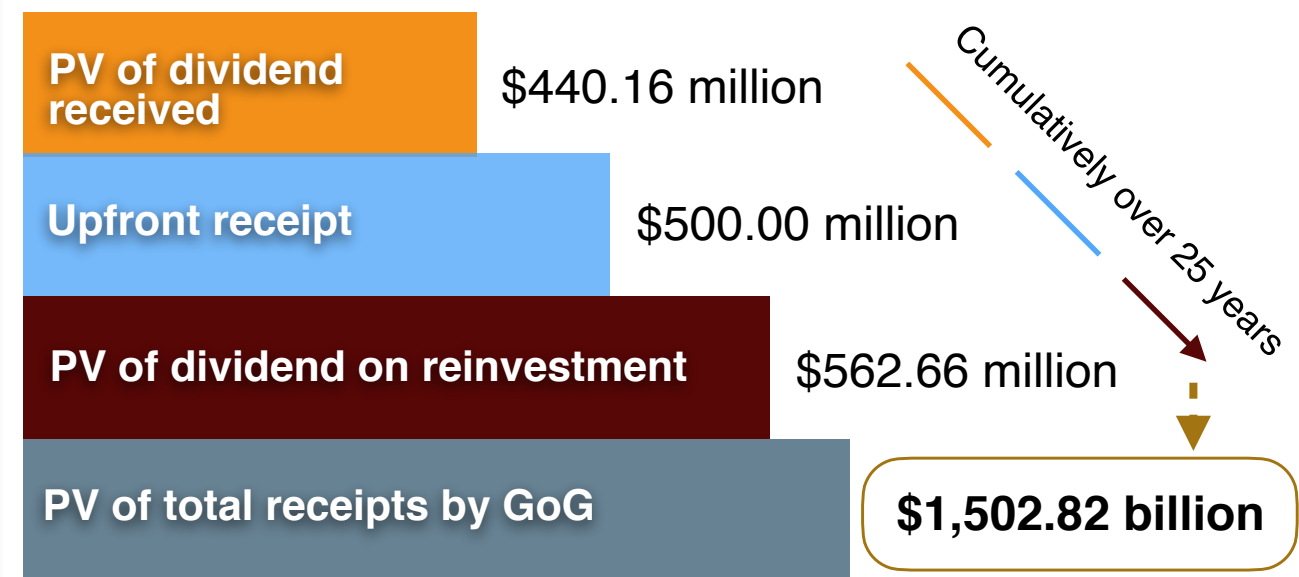 PV of dividend
received
$440.16 million
Cumulatively over 25 years
Upfront receipt
$500.00 million
PV of dividend on reinvestment
$562.66 million
PV of total receipts by GoG
$1,502.82 billion